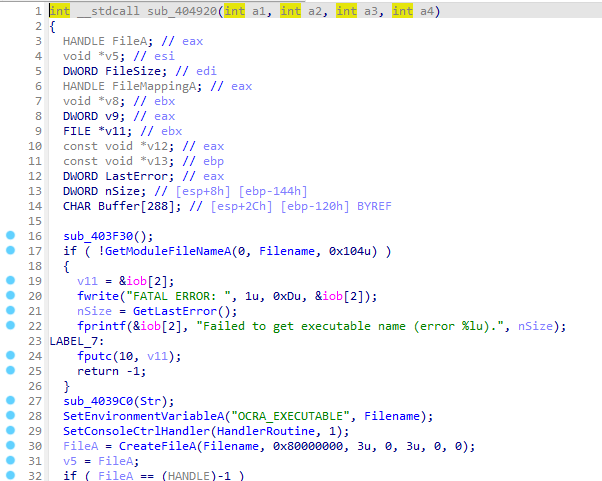 1 int __stdcall sub_404920(int a1, int a2, int a3, int a4)
2 {
3 HANDLE FileA; // eax
4 void *v5; // esi
5 DWORD FileSize; // edi
6 HANDLE FileMappingA; // eax
7 void *v8; // ebx
8 DWORD v9; // eax
9 FILE *v11; // ebx
10 const void *v12; // eax
11 const void *v13; // ebp
12 DWORD LastError; // eax
13 DWORD nSize; // [esp+8h] [ebp-144h]
14 CHAR Buffer[288]; // [esp+2Ch] [ebp-120h] BYREF
15
16 sub_403F30();
17 if ( !GetModuleFileNameA(0, Filename, 0x104u) )
18 {
19 v11 = &iob[2];
20 fwrite("FATAL ERROR: ", 1u, 0xDu, &iob[2]);
21 nSize = GetLastError();
22 fprintf(&iob[2], "Failed to get executable name (error %lu).", nSize);
23 LABEL_7:
24 fputc(10, v11);
25 return -1;
26 }
27 sub_4039C0(Str);
28 SetEnvironmentVariableA("OCRA_EXECUTABLE", Filename);
29 SetConsoleCtrlHandler(HandlerRoutine, 1);
30 FileA = CreateFileA(Filename, 0x80000000, 3u, 0, 3u, 0, 0);
31 v5 = FileA;
32 if ( FileA == (HANDLE)-1 )